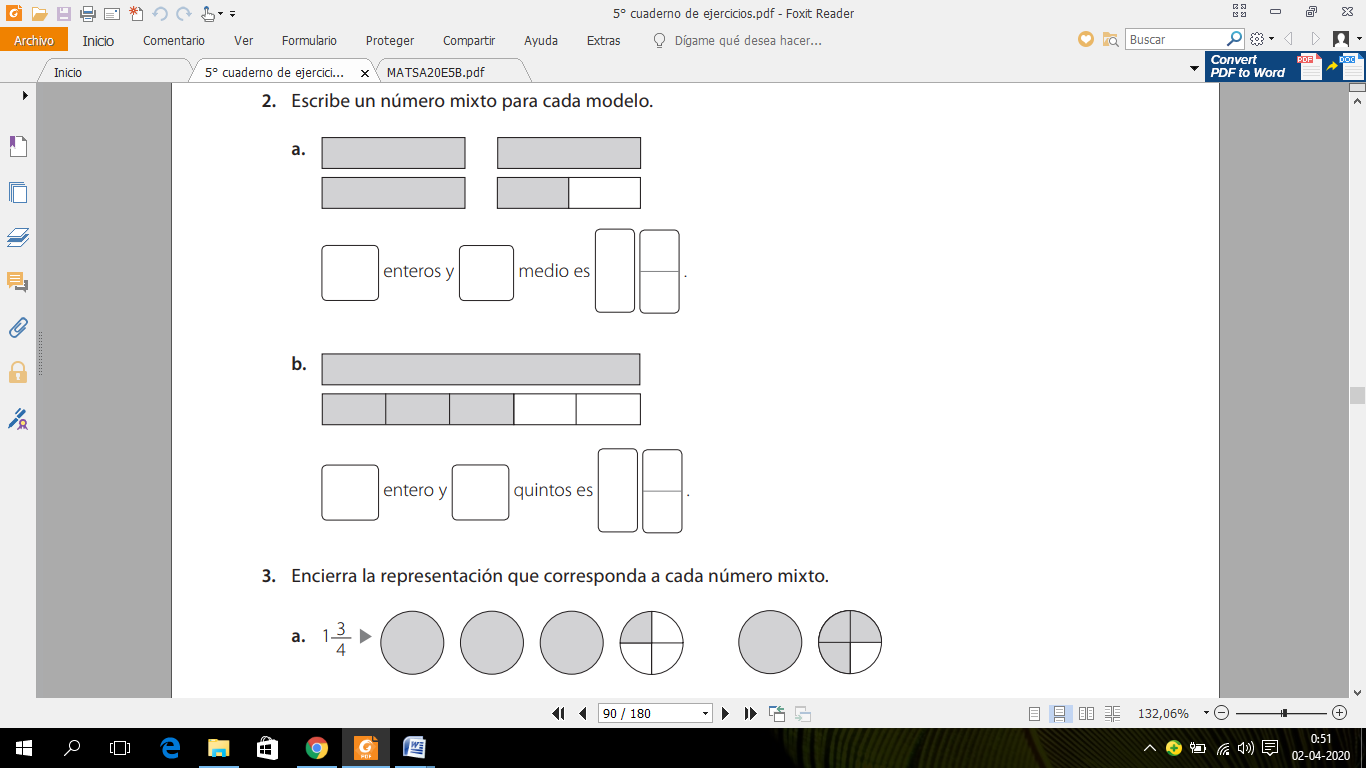 5° cuaderno de ejercicios.pdf - Foxit Reader
Archivo Inicio Comentario Ver Formulario Proteger Compartir Ayuda Extras Dígame qué desea hacer... Buscar
Inicio 5° cuaderno de ejercici... MATSA20E5B.pdf Convert PDF to Word PDF DOC
2. Escribe un número mixto para cada modelo.
a.
enteros y medio es .
b.
entero y quintos es .
3. Encierra la representación que corresponda a cada número mixto.
a. 1 3/4
90 / 180 132,06%
0:51
02-04-2020